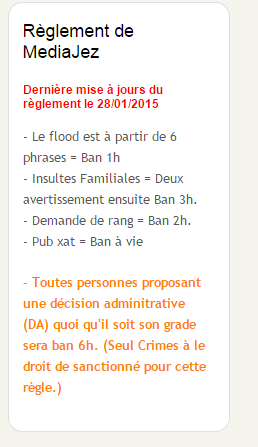 Règlement de
MediaJez
Dernière mise à jours du
règlement le 28/01/2015
- Le flood est à partir de 6
phrases = Ban 1h
- Insultes Familiales = Deux
avertissement ensuite Ban 3h.
- Demande de rang = Ban 2h.
- Pub xat = Ban à vie
- Toutes personnes proposant
une décision adminitrative
(DA) quoi qu'il soit son grade
sera ban 6h. (Seul Crimes à le
droit de sanctionné pour cette
règle.)